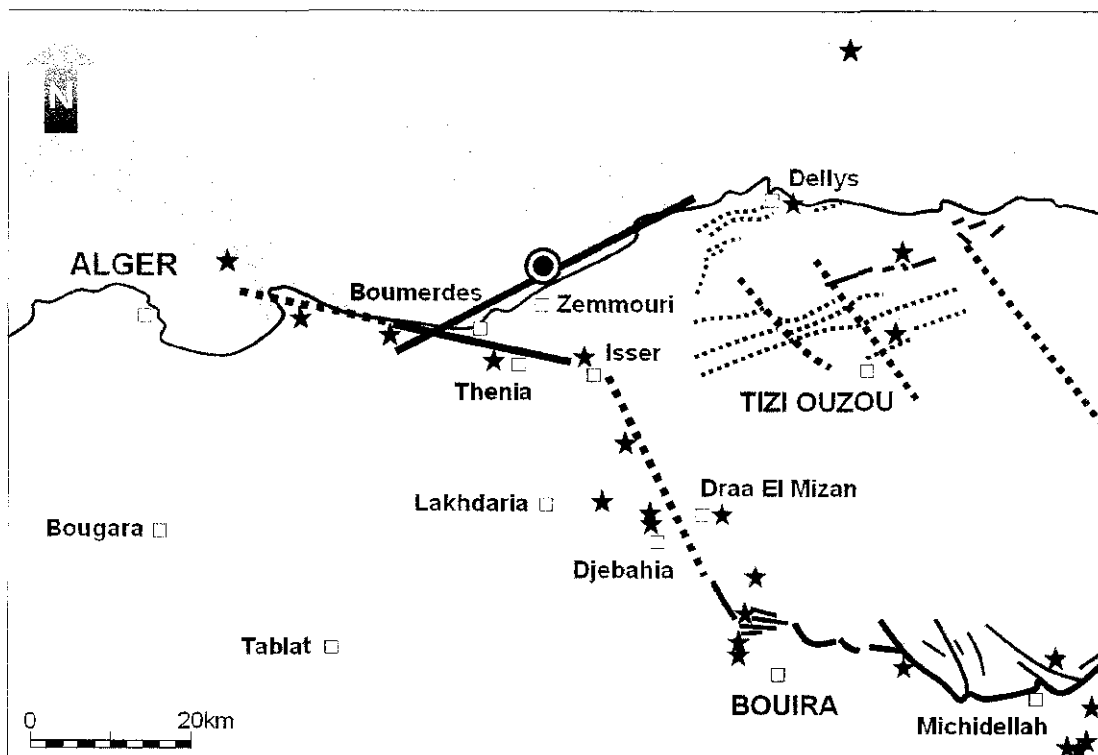 N
Dellys
ALGER
Boumerdes
Zemmouri
Isser
Thenia
TIZI OUZOU
Lakhdaria
Draa El Mizan
Bougara
Djebahia
Tablat
BOUIRA
Michidellah
0 20km